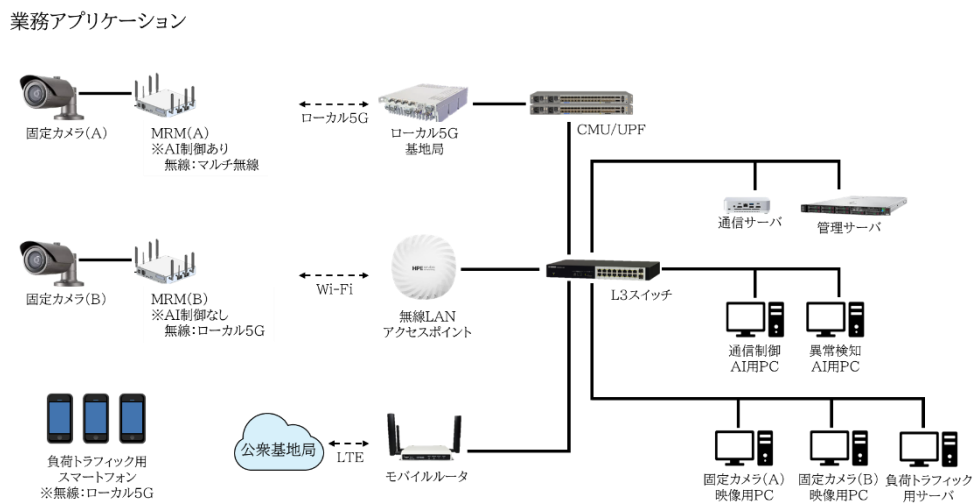 業務アプリケーション
固定カメラ(A)
MRM(A)
※AI制御あり
無線:マルチ無線
ローカル5G
ローカル5G
基地局
CMU/UPF
通信サーバ
管理サーバ
固定カメラ(B)
MRM(B)
※AI制御なし
無線:ローカル5G
Wi-Fi
HPE
無線LAN
アクセスポイント
L3スイッチ
通信制御
AI用PC
異常検知
AI用PC
負荷トラフィック用
スマートフォン
※無線:ローカル5G
公衆基地局
LTE
モバイルルータ
固定カメラ(A)
映像用PC
固定カメラ(B)
映像用PC
負荷トラフィック
用サーバ